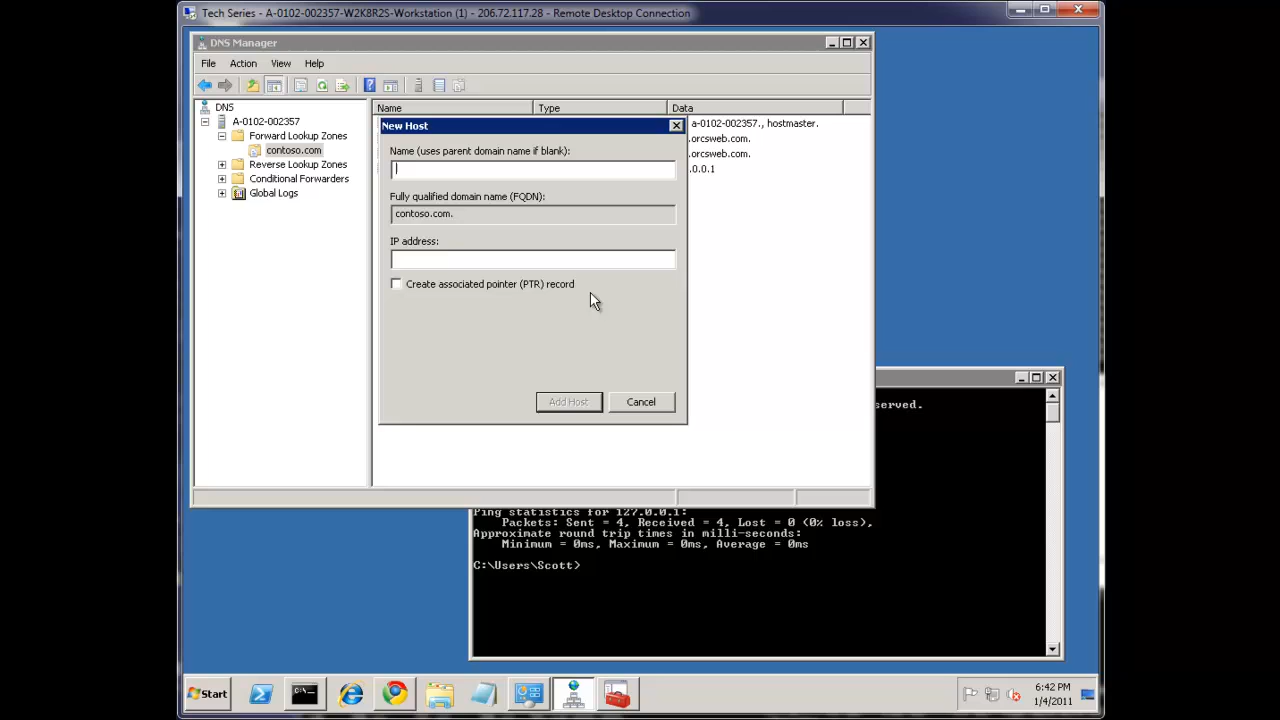 Tech Series - A-0102-002357-W2K8R2S-Workstation (1) - 206.72.117.28 - Remote Desktop Connection
DNS Manager
File Action View Help
DNS
A-0102-002357
Forward Lookup Zones
contoso.com
Reverse Lookup Zones
Conditional Forwarders
Global Logs
Name Type Data
a-0102-002357., hostmaster.
.orcsweb.com.
.orcsweb.com.
.0.0.1
New Host
Name (uses parent domain name if blank):
Fully qualified domain name (FQDN):
contoso.com.
IP address:
Create associated pointer (PTR) record
Add Host Cancel
served.
Ping statistics for 127.0.0.1:
Packets: Sent = 4, Received = 4, Lost = 0 (0% loss),
Approximate round trip times in milli-seconds:
Minimum = 0ms, Maximum = 0ms, Average = 0ms
C:\Users\Scott>
Start
6:42 PM
1/4/2011